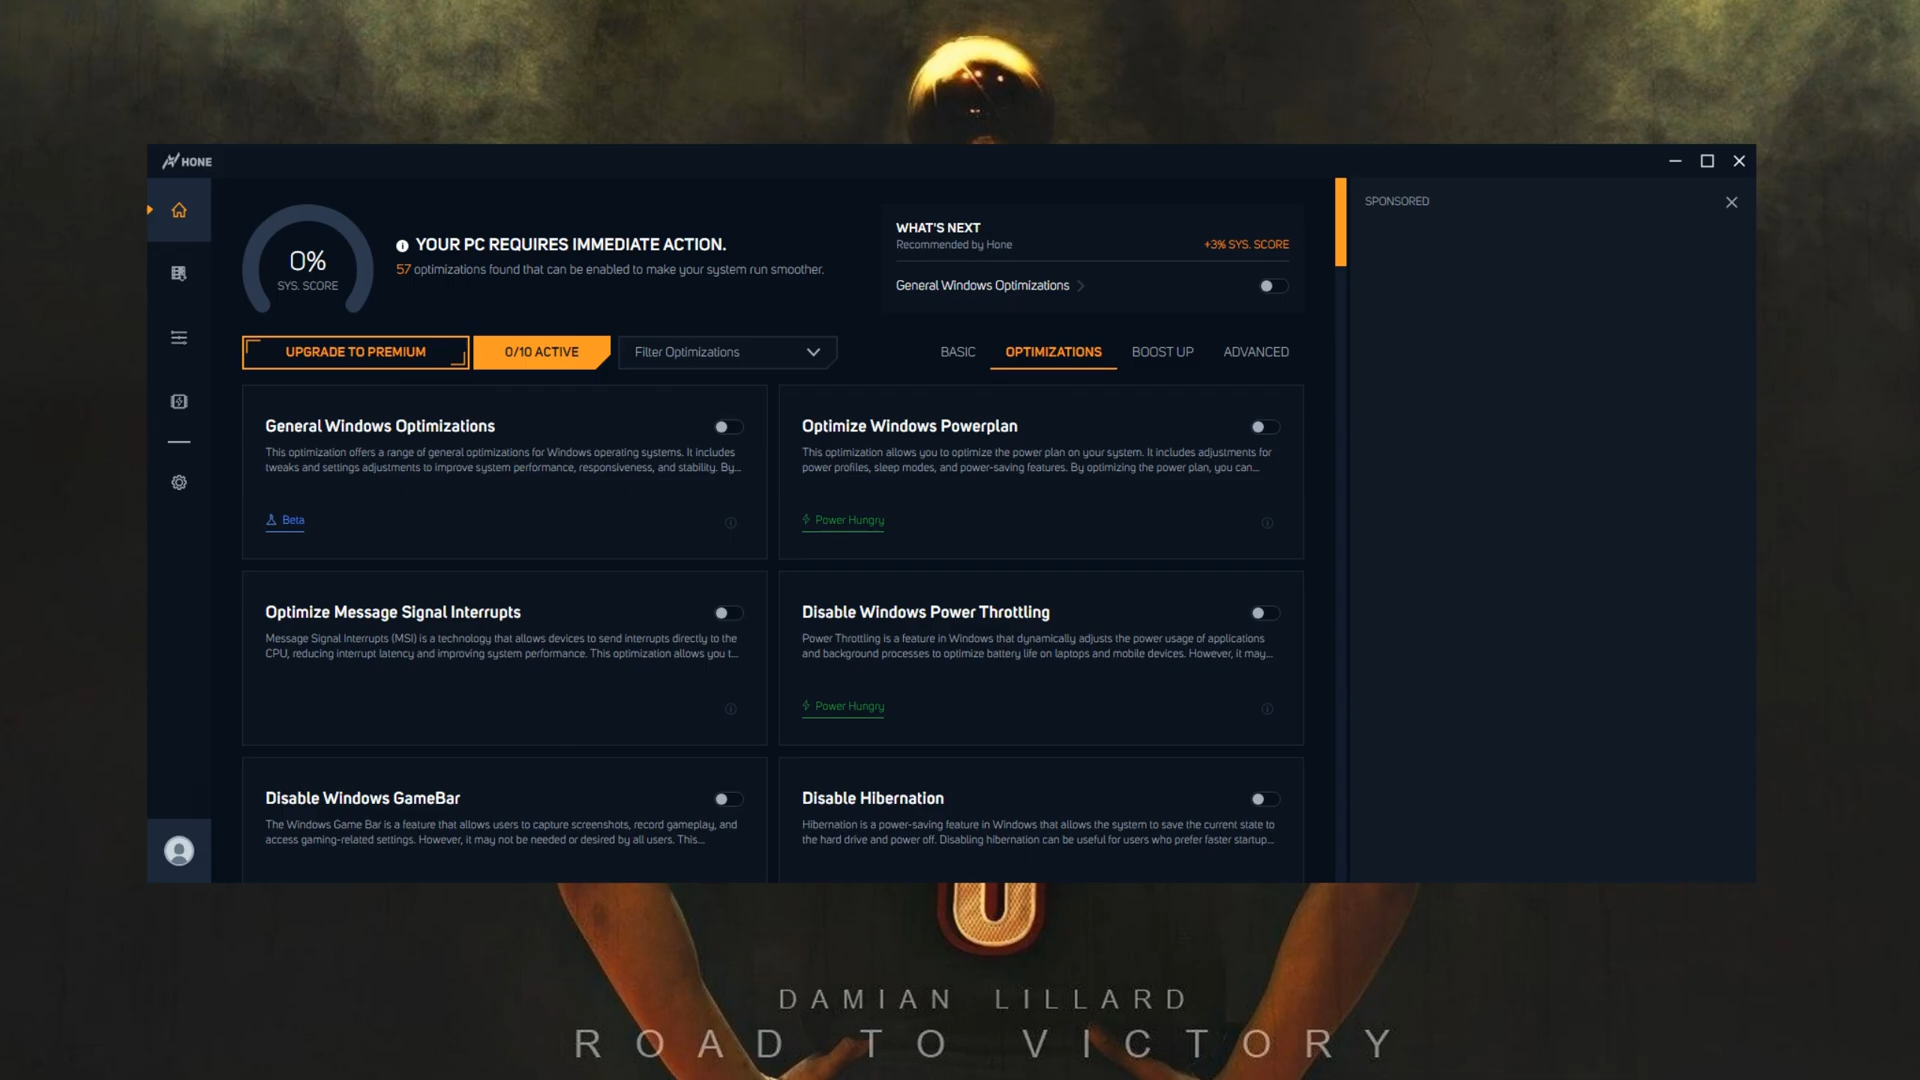 HONE
SPONSORED
0%
SYS. SCORE
YOUR PC REQUIRES IMMEDIATE ACTION.
57 optimizations found that can be enabled to make your system run smoother.
WHAT'S NEXT
Recommended by Hone
+3% SYS. SCORE
General Windows Optimizations
UPGRADE TO PREMIUM
0/10 ACTIVE
Filter Optimizations
BASIC
OPTIMIZATIONS
BOOST UP
ADVANCED
General Windows Optimizations
This optimization offers a range of general optimizations for Windows operating systems. It includes
tweaks and settings adjustments to improve system performance, responsiveness, and stability. By...
Beta
Optimize Windows Powerplan
This optimization allows you to optimize the power plan on your system. It includes adjustments for
power profiles, sleep modes, and power-saving features. By optimizing the power plan, you can...
Power Hungry
Optimize Message Signal Interrupts
Message Signal Interrupts (MSI) is a technology that allows devices to send interrupts directly to the
CPU, reducing interrupt latency and improving system performance. This optimization allows you t...
Disable Windows Power Throttling
Power Throttling is a feature in Windows that dynamically adjusts the power usage of applications
and background processes to optimize battery life on laptops and mobile devices. However, it may...
Power Hungry
Disable Windows GameBar
The Windows Game Bar is a feature that allows users to capture screenshots, record gameplay, and
access gaming-related settings. However, it may not be needed or desired by all users. This...
Disable Hibernation
Hibernation is a power-saving feature in Windows that allows the system to save the current state to
the hard drive and power off. Disabling hibernation can be useful for users who prefer faster startup...
DAMIAN LILLARD
ROAD TO VICTORY